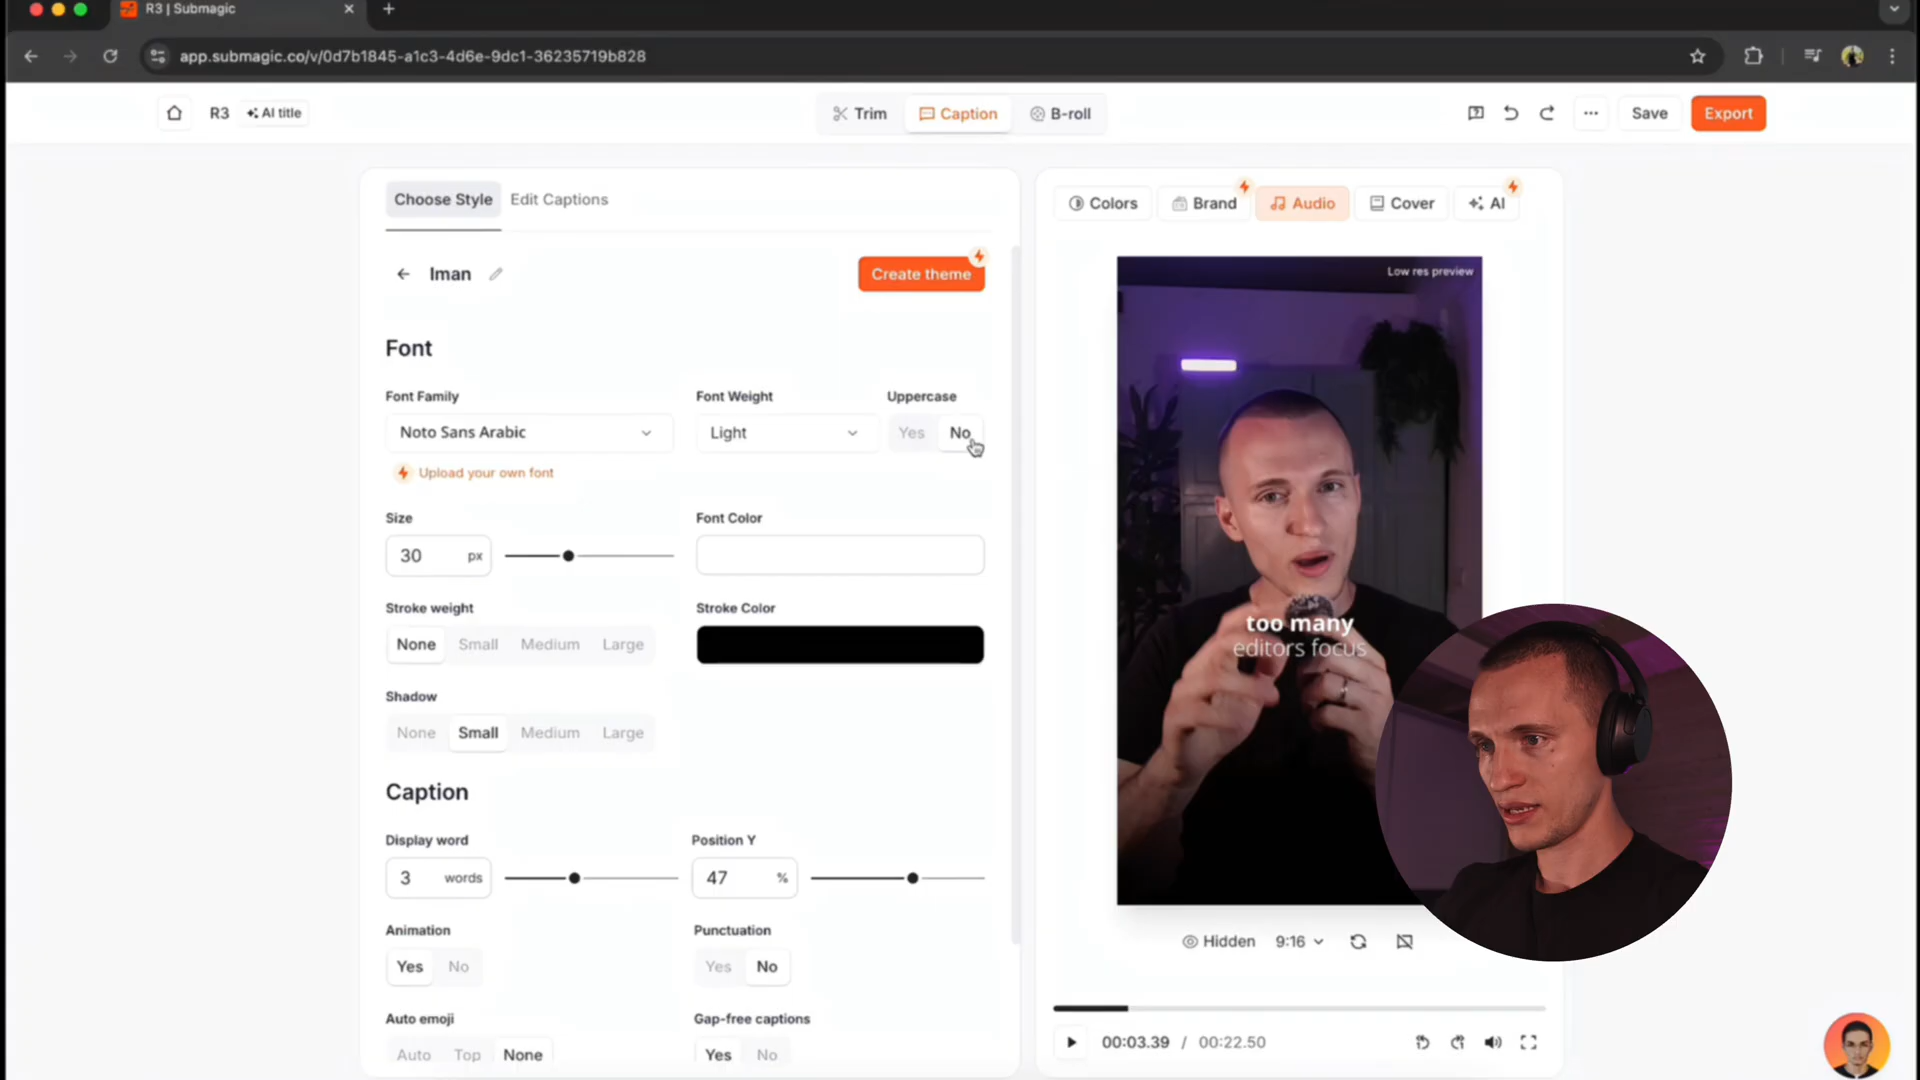 R3 | Submagic
app.submagic.co/v/0d7b1845-a1c3-4d6e-9dc1-36235719b828
R3
AI title
Trim
Caption
B-roll
Save
Export
Choose Style
Edit Captions
Colors
Brand
Audio
Cover
AI
Iman
Create theme
Low res preview
Font
Font Family
Font Weight
Uppercase
Noto Sans Arabic
Light
Yes
No
Upload your own font
Size
Font Color
30 px
Stroke weight
Stroke Color
None Small Medium Large
too many
editors focus
Shadow
None Small Medium Large
Caption
Display word
Position Y
3 words
47 %
Animation
Punctuation
Yes No
Yes No
Hidden
9:16
Auto emoji
Gap-free captions
Auto Top None
Yes No
00:03.39 / 00:22.50